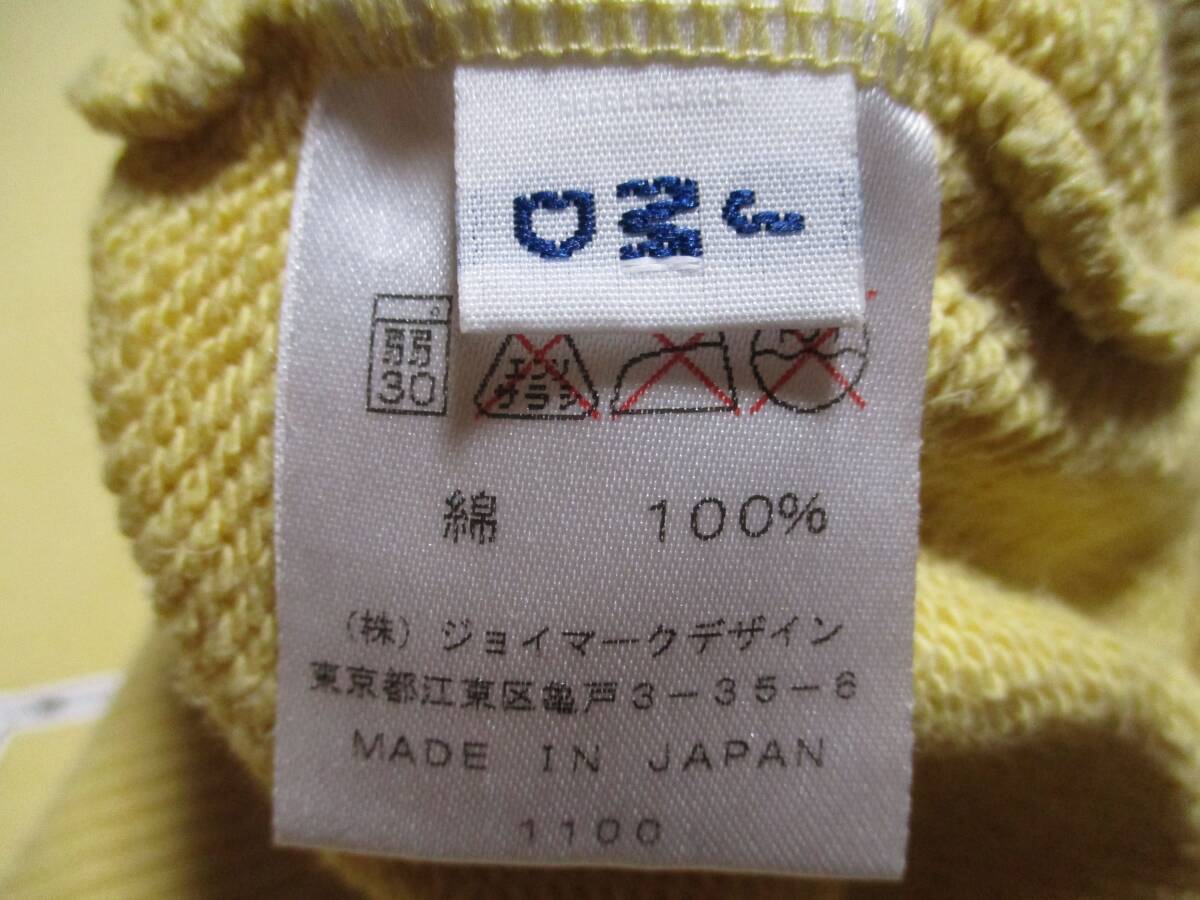 JMD
弱
30
エンソ
サラシ
綿 100%
(株)ジョイマークデザイン
東京都江東区亀戸3-35-6
MADE IN JAPAN
1100